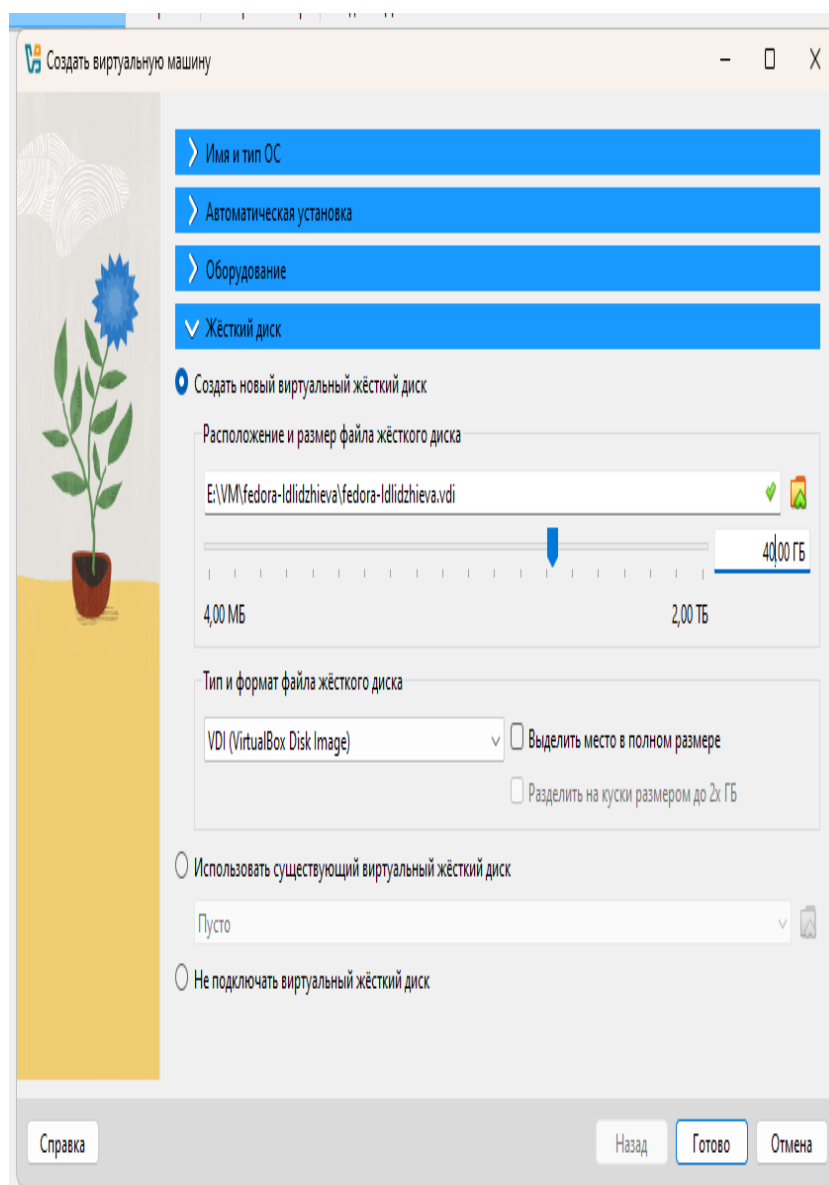 Создать виртуальную машину
Имя и тип ОС
Автоматическая установка
Оборудование
Жёсткий диск
Создать новый виртуальный жёсткий диск
Расположение и размер файла жёсткого диска
E:\VM\fedora-Idlidzhieva\fedora-Idlidzhieva.vdi
40,00 ГБ
4,00 МБ 2,00 ТБ
Тип и формат файла жёсткого диска
VDI (VirtualBox Disk Image) Выделить место в полном размере
Разделить на куски размером до 2х ГБ
Использовать существующий виртуальный жёсткий диск
Пусто
Не подключать виртуальный жёсткий диск
Справка Назад Готово Отмена